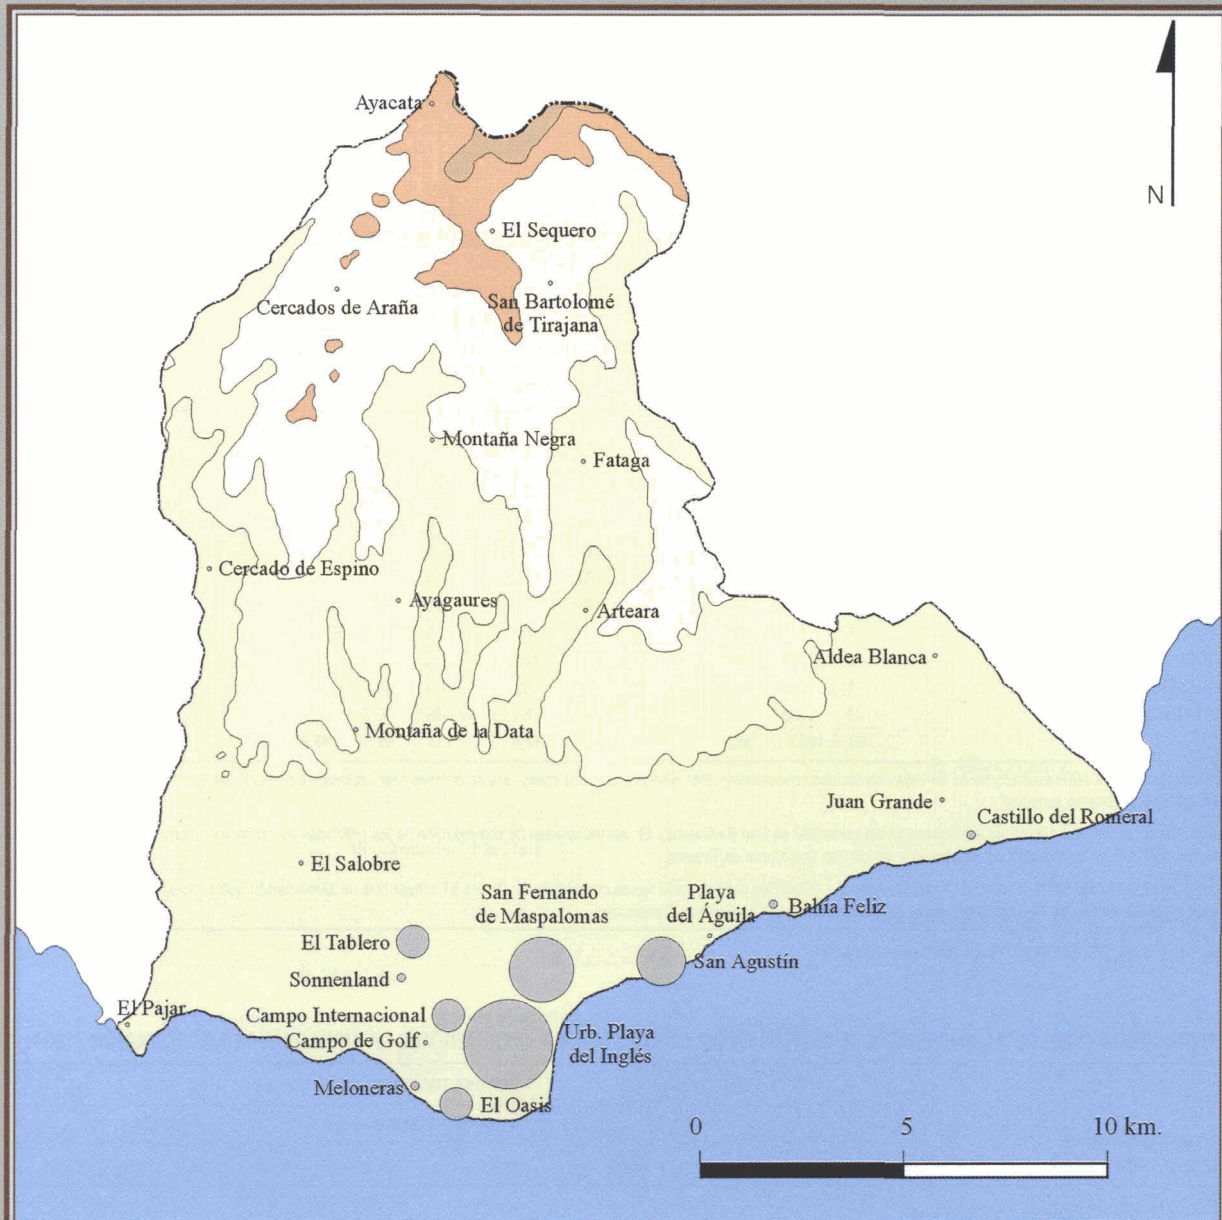 Ayacata
N
El Sequero
Cercados de Araña
San Bartolomé
de Tirajana
Montaña Negra
Fataga
Cercado de Espino
Ayagaures
Arteara
Aldea Blanca
Montaña de la Data
Juan Grande
Castillo del Romeral
El Salobre
San Fernando
de Maspalomas
Playa
del Águila
Bahía Feliz
El Tablero
San Agustín
Sonnenland
El Pajar
Campo Internacional
Campo de Golf
Urb. Playa
del Inglés
Meloneras
El Oasis
0 5 10 km.